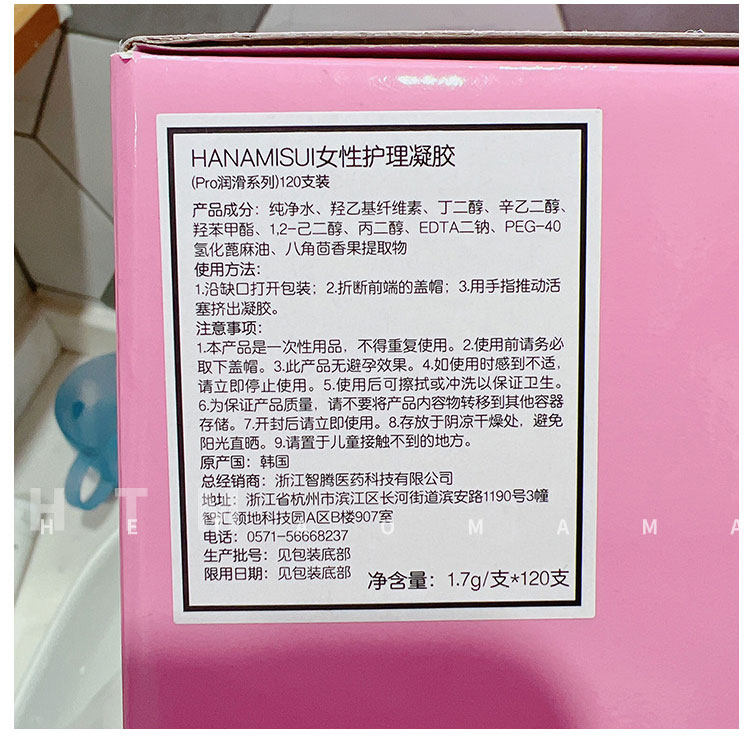 HANAMISUI女性护理凝胶
(Pro润滑系列)120支装
产品成分：纯净水、羟乙基纤维素、丁二醇、辛乙二醇、
羟苯甲酯、1,2-己二醇、丙二醇、EDTA二钠、PEG-40
氢化蓖麻油、八角茴香果提取物
使用方法：
1.沿缺口打开包装；2.折断前端的盖帽；3.用手指推动活
塞挤出凝胶。
注意事项：
1.本产品是一次性用品，不得重复使用。2.使用前请务必
取下盖帽。3.此产品无避孕效果。4.如使用时感到不适，
请立即停止使用。5.使用后可擦拭或冲洗以保证卫生。
6.为保证产品质量，请不要将产品内容物转移到其他容器
存储。7.开封后请立即使用。8.存放于阴凉干燥处，避免
阳光直晒。9.请置于儿童接触不到的地方。
原产国：韩国
总经销商：浙江智腾医药科技有限公司
地址：浙江省杭州市滨江区长河街道滨安路1190号3幢
智汇领地科技园A区B楼907室
电话：0571-56668237
生产批号：见包装底部
限用日期：见包装底部
净含量：1.7g/支*120支